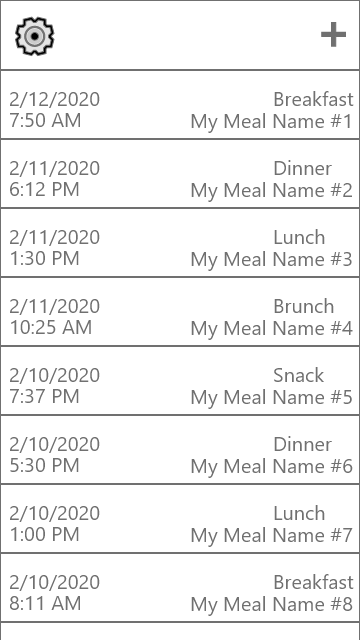 2/12/2020 Breakfast
7:50 AM My Meal Name #1
2/11/2020 Dinner
6:12 PM My Meal Name #2
2/11/2020 Lunch
1:30 PM My Meal Name #3
2/11/2020 Brunch
10:25 AM My Meal Name #4
2/10/2020 Snack
7:37 PM My Meal Name #5
2/10/2020 Dinner
5:30 PM My Meal Name #6
2/10/2020 Lunch
1:00 PM My Meal Name #7
2/10/2020 Breakfast
8:11 AM My Meal Name #8